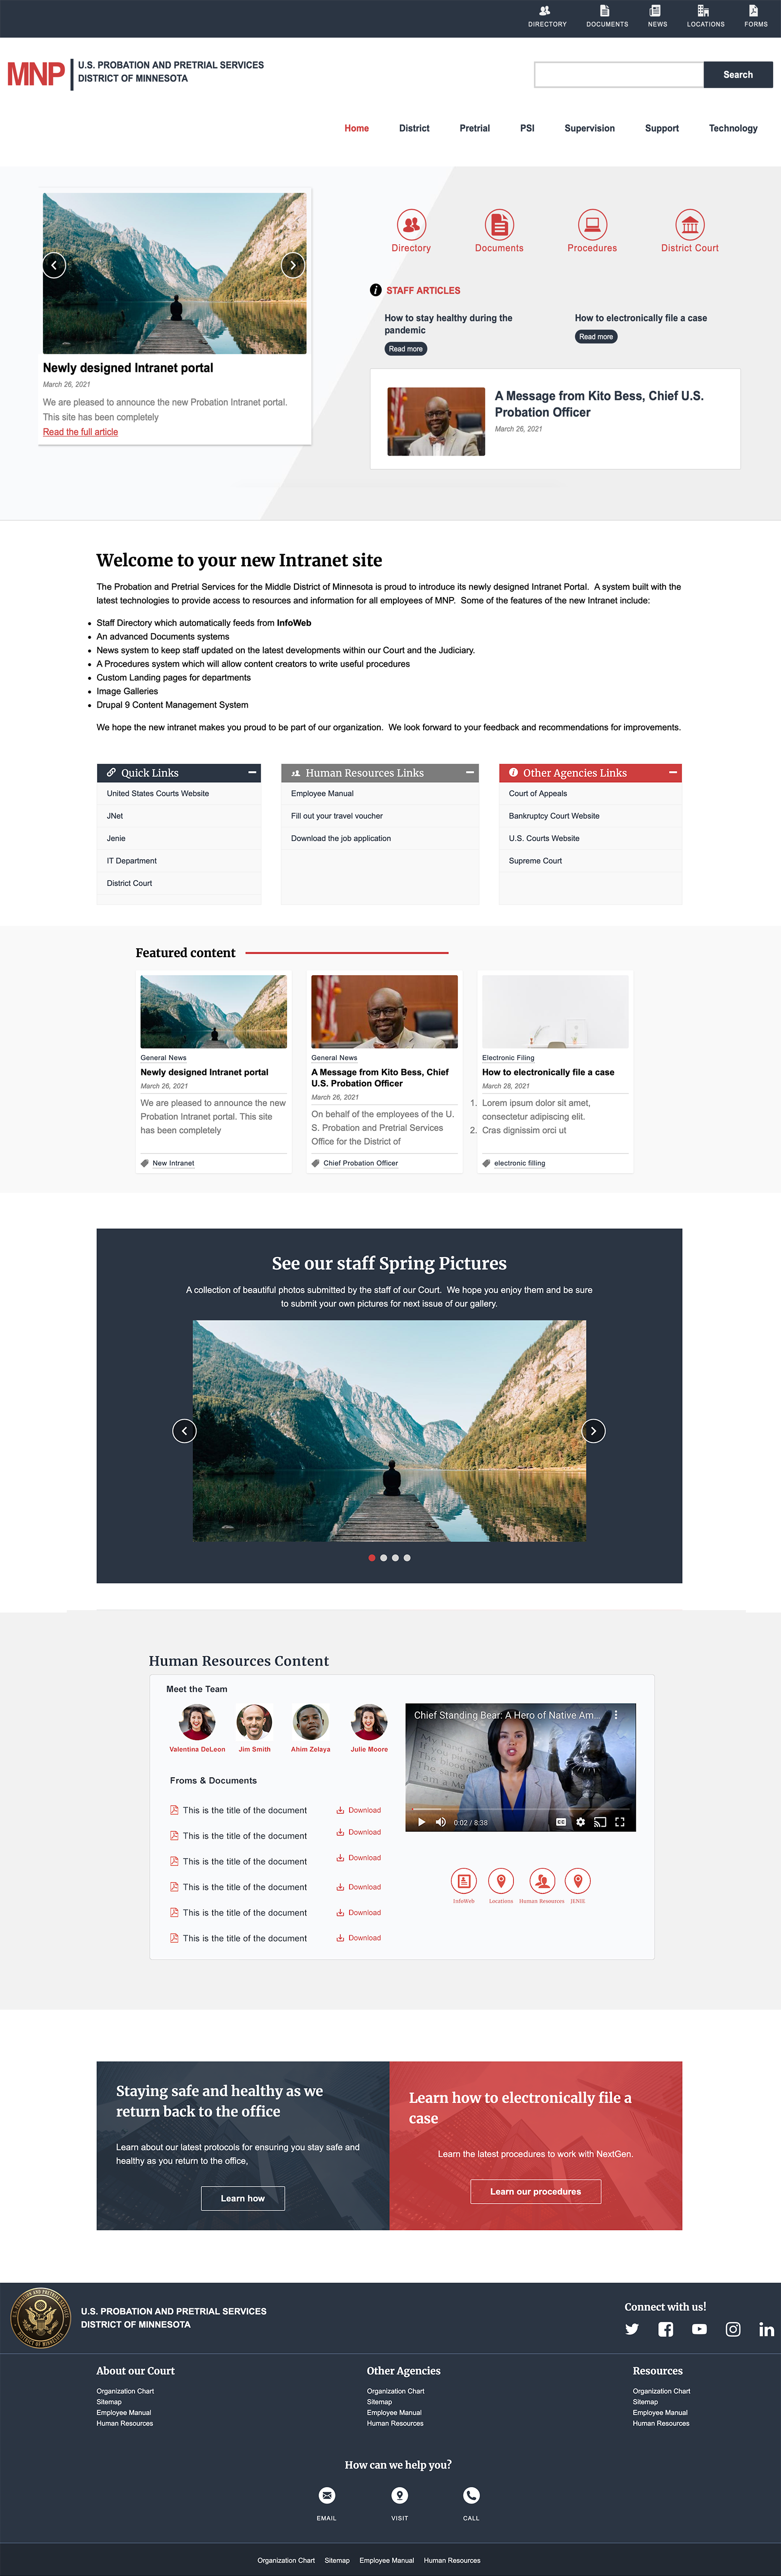 DIRECTORY DOCUMENTS NEWS LOCATIONS FORMS
MNP
U.S. PROBATION AND PRETRIAL SERVICES
DISTRICT OF MINNESOTA
Search
Home District Pretrial PSI Supervision Support Technology
Directory Documents Procedures District Court
STAFF ARTICLES
How to stay healthy during the
pandemic
Read more
How to electronically file a case
Read more
Newly designed Intranet portal
March 26, 2021
We are pleased to announce the new Probation Intranet portal.
This site has been completely
Read the full article
A Message from Kito Bess, Chief U.S.
Probation Officer
March 26, 2021
Welcome to your new Intranet site
The Probation and Pretrial Services for the Middle District of Minnesota is proud to introduce its newly designed Intranet Portal. A system built with the
latest technologies to provide access to resources and information for all employees of MNP. Some of the features of the new Intranet include:
Staff Directory which automatically feeds from InfoWeb
An advanced Documents systems
News system to keep staff updated on the latest developments within our Court and the Judiciary.
A Procedures system which will allow content creators to write useful procedures
Custom Landing pages for departments
Image Galleries
Drupal 9 Content Management System
We hope the new intranet makes you proud to be part of our organization. We look forward to your feedback and recommendations for improvements.
Quick Links
United States Courts Website
JNet
Jenie
IT Department
District Court
Human Resources Links
Employee Manual
Fill out your travel voucher
Download the job application
Other Agencies Links
Court of Appeals
Bankruptcy Court Website
U.S. Courts Website
Supreme Court
Featured content
General News
Newly designed Intranet portal
March 26, 2021
We are pleased to announce the new
Probation Intranet portal. This site
has been completely
New Intranet
General News
A Message from Kito Bess, Chief
U.S. Probation Officer
March 26, 2021
On behalf of the employees of the U.
S. Probation and Pretrial Services
Office for the District of
Chief Probation Officer
Electronic Filing
How to electronically file a case
March 28, 2021
1. Lorem ipsum dolor sit amet,
consectetur adipiscing elit.
2. Cras dignissim orci ut
electronic filling
See our staff Spring Pictures
A collection of beautiful photos submitted by the staff of our Court. We hope you enjoy them and be sure
to submit your own pictures for next issue of our gallery.
Human Resources Content
Meet the Team
Valentina DeLeon Jim Smith Ahim Zelaya Julie Moore
Froms & Documents
This is the title of the document Download
This is the title of the document Download
This is the title of the document Download
This is the title of the document Download
This is the title of the document Download
This is the title of the document Download
Chief Standing Bear: A Hero of Native Am...
0:02 / 8:38
CC
InfoWeb Locations Human Resources JENIE
Staying safe and healthy as we
return back to the office
Learn about our latest protocols for ensuring you stay safe and
healthy as you return to the office,
Learn how
Learn how to electronically file a
case
Learn the latest procedures to work with NextGen.
Learn our procedures
U.S. PROBATION AND PRETRIAL SERVICES
DISTRICT OF MINNESOTA
Connect with us!
About our Court
Organization Chart
Sitemap
Employee Manual
Human Resources
Other Agencies
Organization Chart
Sitemap
Employee Manual
Human Resources
Resources
Organization Chart
Sitemap
Employee Manual
Human Resources
How can we help you?
EMAIL VISIT CALL
Organization Chart Sitemap Employee Manual Human Resources